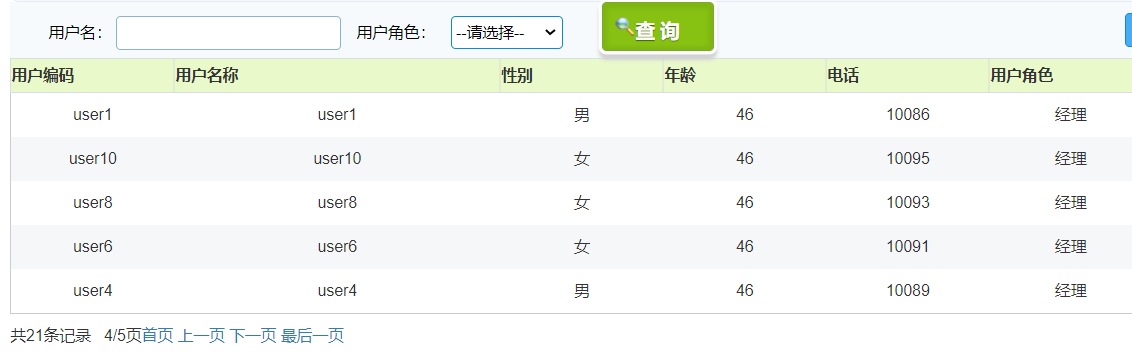 用户名： 用户角色： --请选择-- 查 询
用户编码 用户名称 性别 年龄 电话 用户角色
user1 user1 男 46 10086 经理
user10 user10 女 46 10095 经理
user8 user8 女 46 10093 经理
user6 user6 女 46 10091 经理
user4 user4 男 46 10089 经理
共21条记录 4/5页首页 上一页 下一页 最后一页